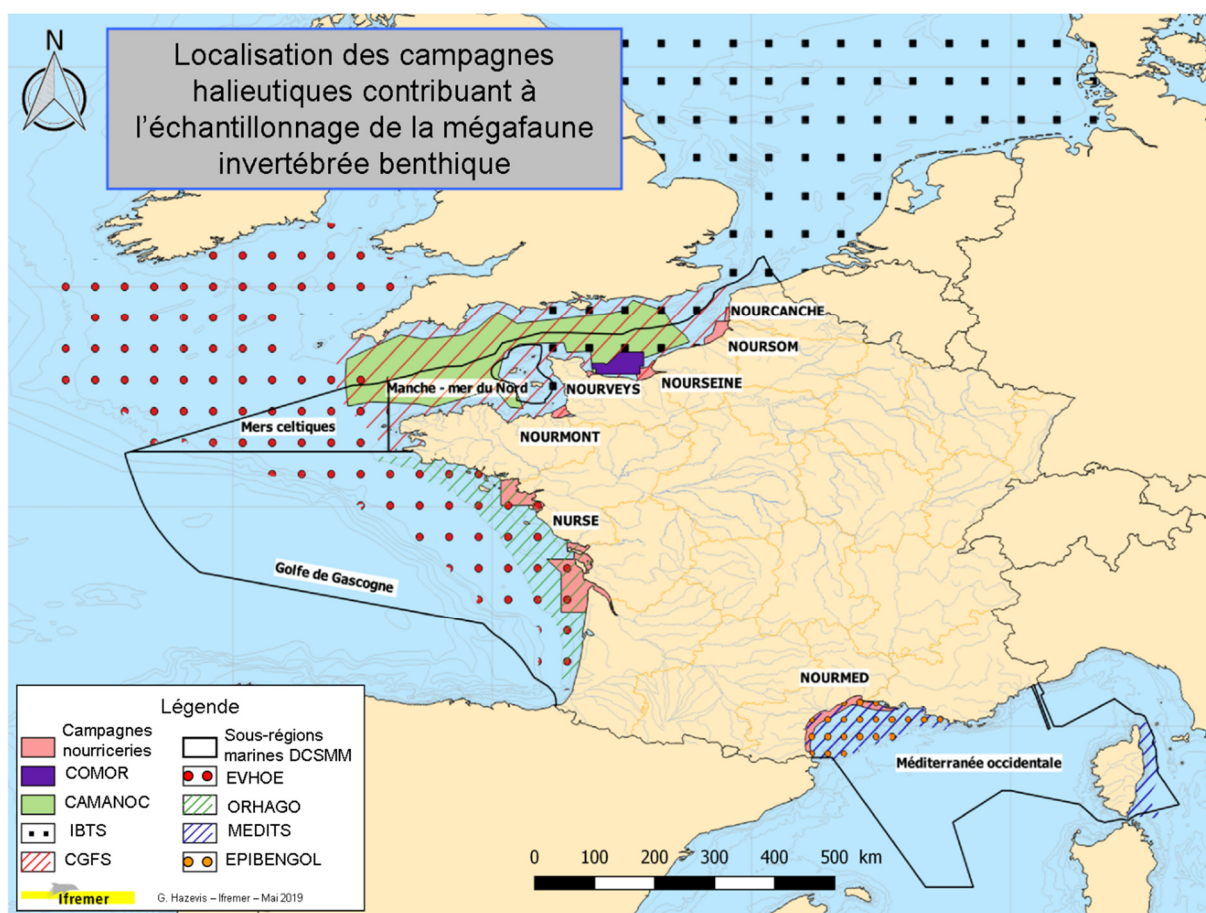 N
Localisation des campagnes
halieutiques contribuant à
l'échantillonnage de la mégafaune
invertébrée benthique
NOURCANCHE
NOURSOM
Manche - mer du Nord
NOURVEYS
NOURSEINE
Mers celtiques
NOURMONT
NURSE
Golfe de Gascogne
NOURMED
Méditerranée occidentale
Légende
Campagnes
nourriceries
Sous-régions
marines DCSMM
COMOR
EVHOE
CAMANOC
ORHAGO
IBTS
MEDITS
CGFS
EPIBENGOL
Ifremer
G. Hazevis – Ifremer – Mai 2019
0 100 200 300 400 500 km